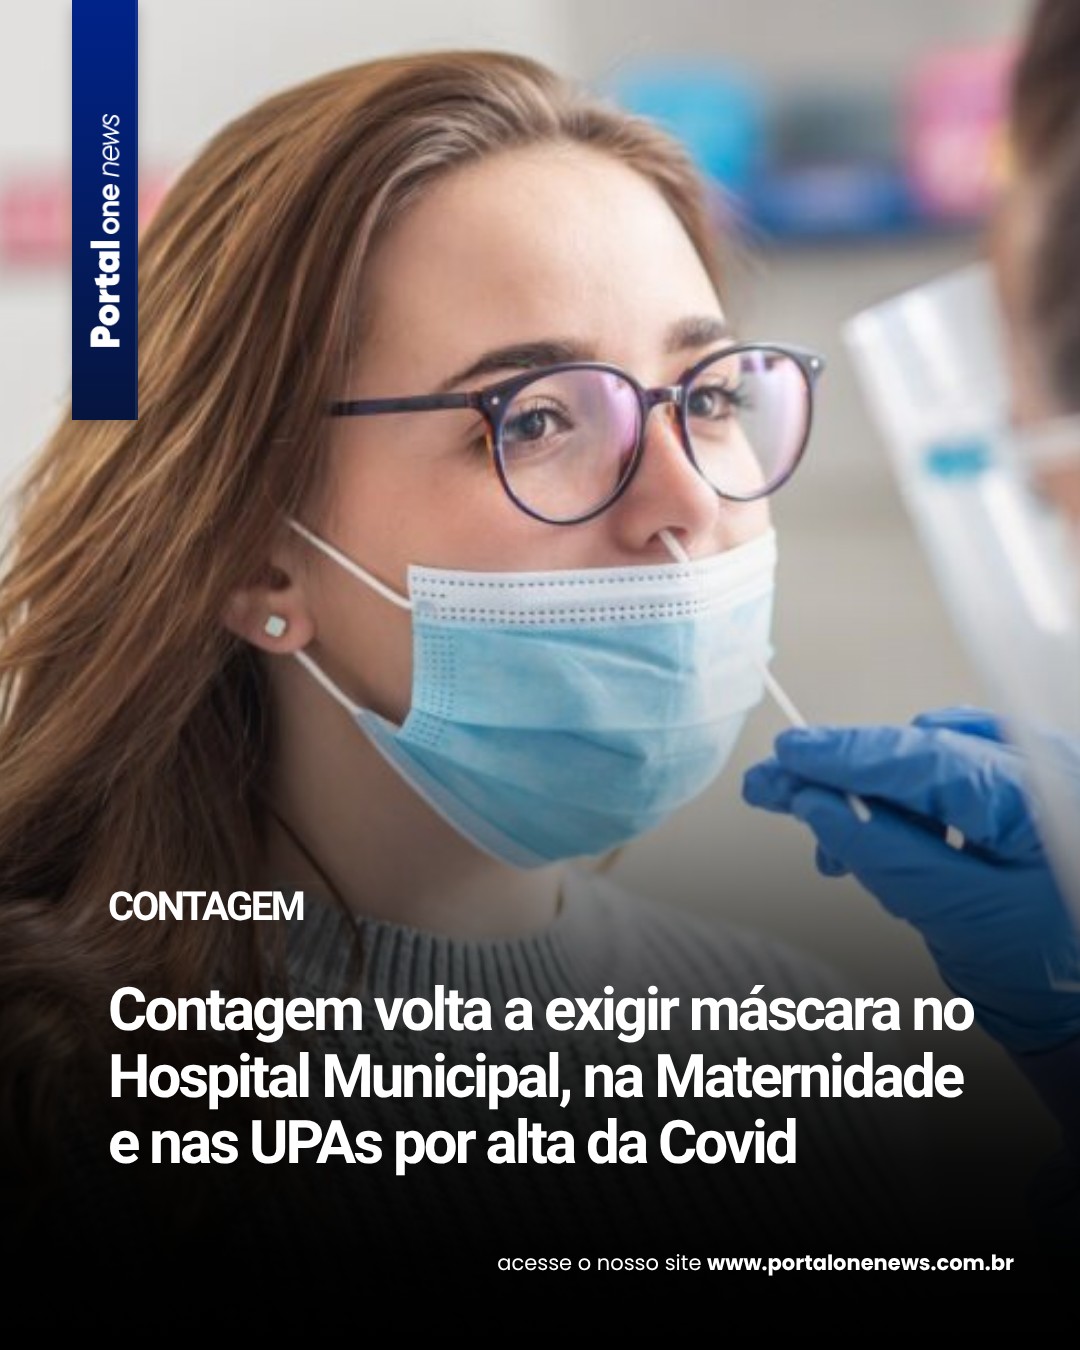 Portal one news
CONTAGEM
Contagem volta a exigir máscara no
Hospital Municipal, na Maternidade
e nas UPAs por alta da Covid
acesse o nosso site www.portalonenews.com.br